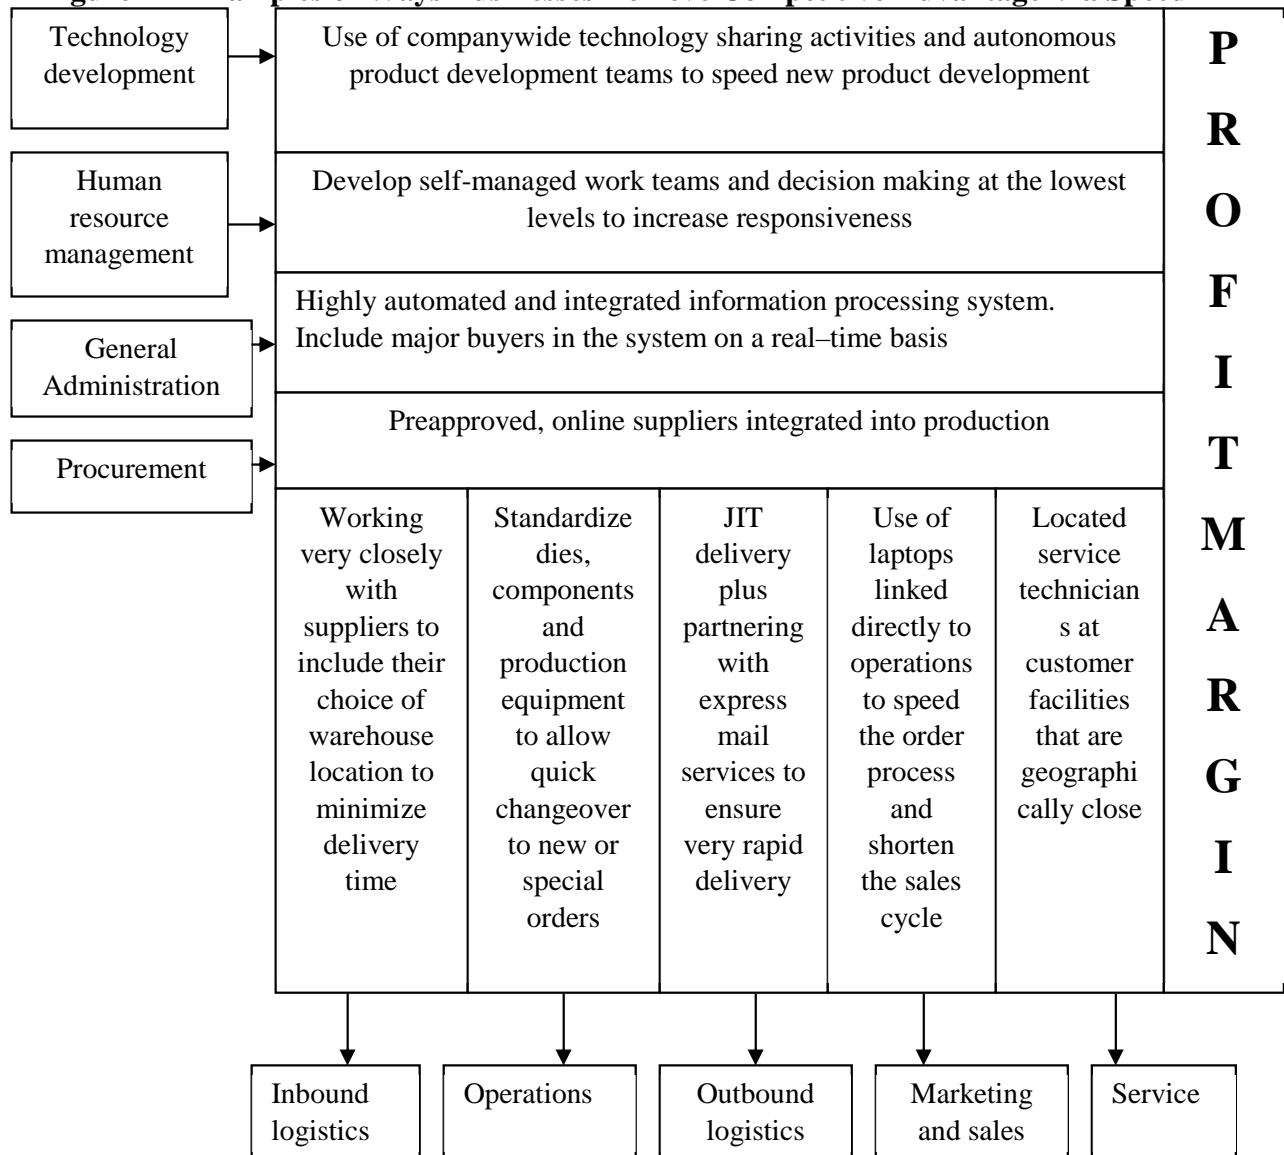 of Ways Competitive Advantage via Speed
Technology
development
Use of companywide technology sharing activities and autonomous
product development teams to speed new product development
Human
resource
management
Develop self-managed work teams and decision making at the lowest
levels to increase responsiveness
General
Administration
Highly automated and integrated information processing system.
Include major buyers in the system on a real–time basis
Procurement
Preapproved, online suppliers integrated into production
Working
very closely
with
suppliers to
include their
choice of
warehouse
location to
minimize
delivery
time
Standardize
dies,
components
and
production
equipment
to allow
quick
changeover
to new or
special
orders
JIT
delivery
plus
partnering
with
express
mail
services to
ensure
very rapid
delivery
Use of
laptops
linked
directly to
operations
to speed
the order
process
and
shorten
the sales
cycle
Located
service
technician
s at
customer
facilities
that are
geographi
cally close
P
R
O
F
I
T
M
A
R
G
I
N
Inbound
logistics
Operations
Outbound
logistics
Marketing
and sales
Service